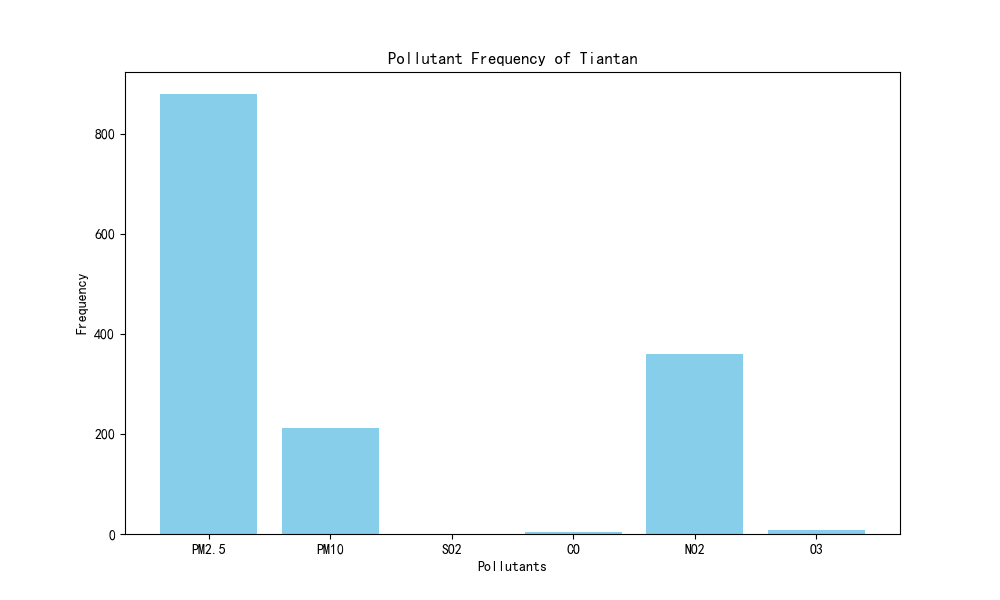 Pollutant Frequency of Tiantan
Frequency
800
600
400
200
0
PM2.5 PM10 SO2 CO NO2 O3
Pollutants